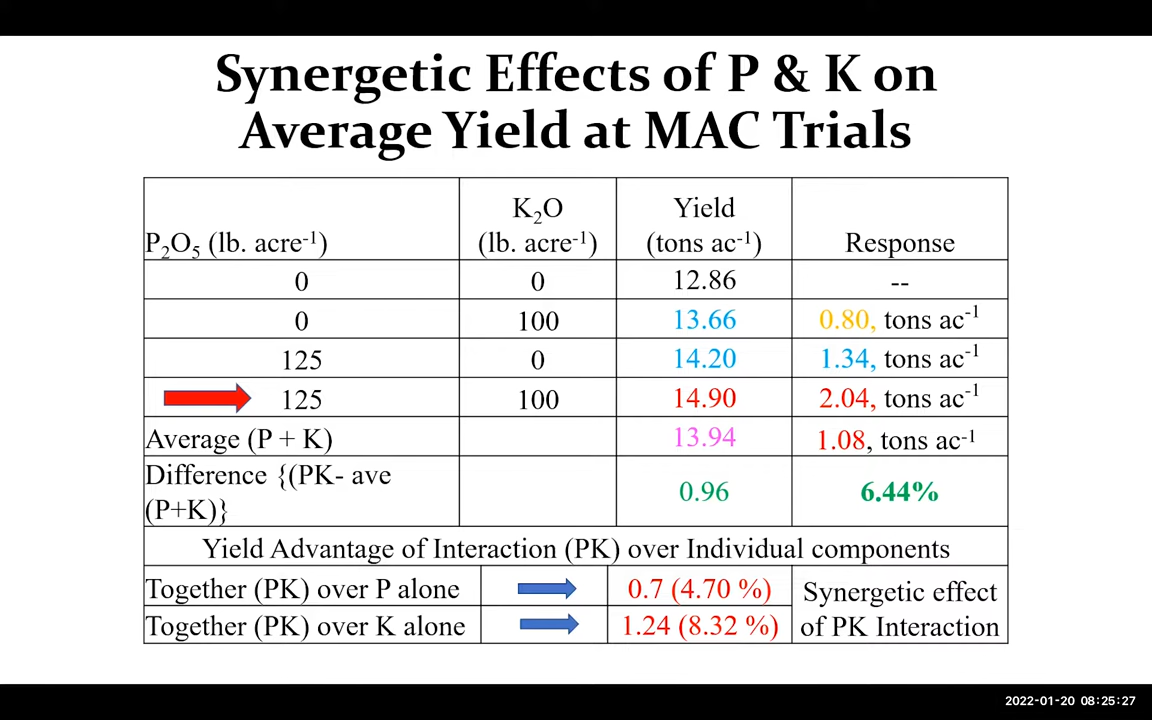 Synergetic Effects of P & K on
Average Yield at MAC Trials
P₂O₅ (lb. acre⁻¹) K₂O (lb. acre⁻¹) Yield (tons ac⁻¹) Response
0 0 12.86 --
0 100 13.66 0.80, tons ac⁻¹
125 0 14.20 1.34, tons ac⁻¹
125 100 14.90 2.04, tons ac⁻¹
Average (P + K) 13.94 1.08, tons ac⁻¹
Difference {(PK- ave
(P+K)} 0.96 6.44%
Yield Advantage of Interaction (PK) over Individual components
Together (PK) over P alone 0.7 (4.70 %) Synergetic effect
Together (PK) over K alone 1.24 (8.32 %) of PK Interaction
2022-01-20 08:25:27